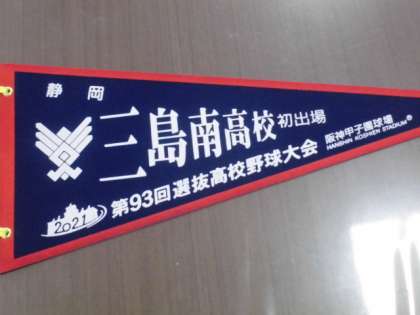 静岡
三島南高校 初出場
阪神甲子園球場
HANSHIN KOSHIEN STADIUM ®
第93回選抜高校野球大会
2021